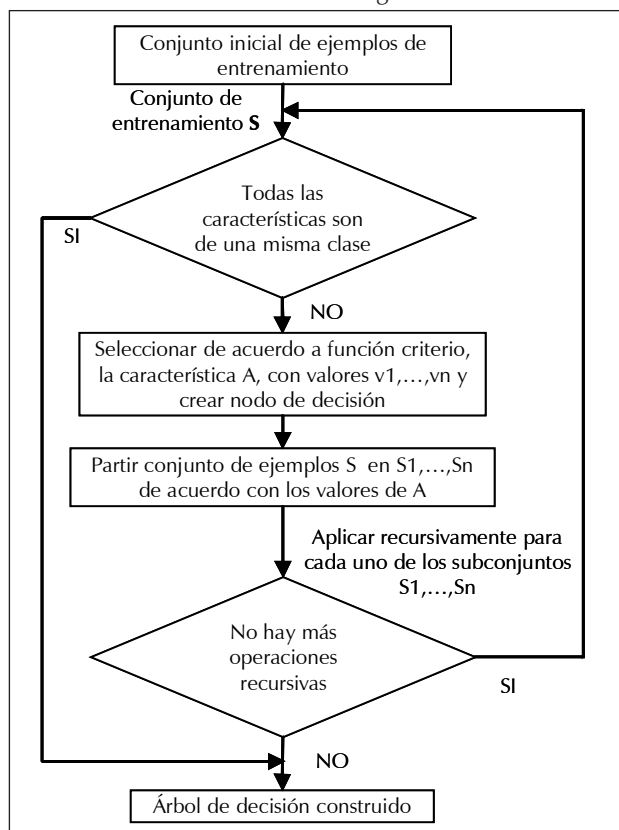 Conjunto inicial de ejemplos de
entrenamiento
Conjunto de
entrenamiento S
Todas las
características son
de una misma clase
SI
NO
Seleccionar de acuerdo a función criterio,
la característica A, con valores v1,…,vn y
crear nodo de decisión
Partir conjunto de ejemplos S en S1,…,Sn
de acuerdo con los valores de A
Aplicar recursivamente para
cada uno de los subconjuntos
S1,…,Sn
No hay más
operaciones
recursivas
SI
NO
Árbol de decisión construido